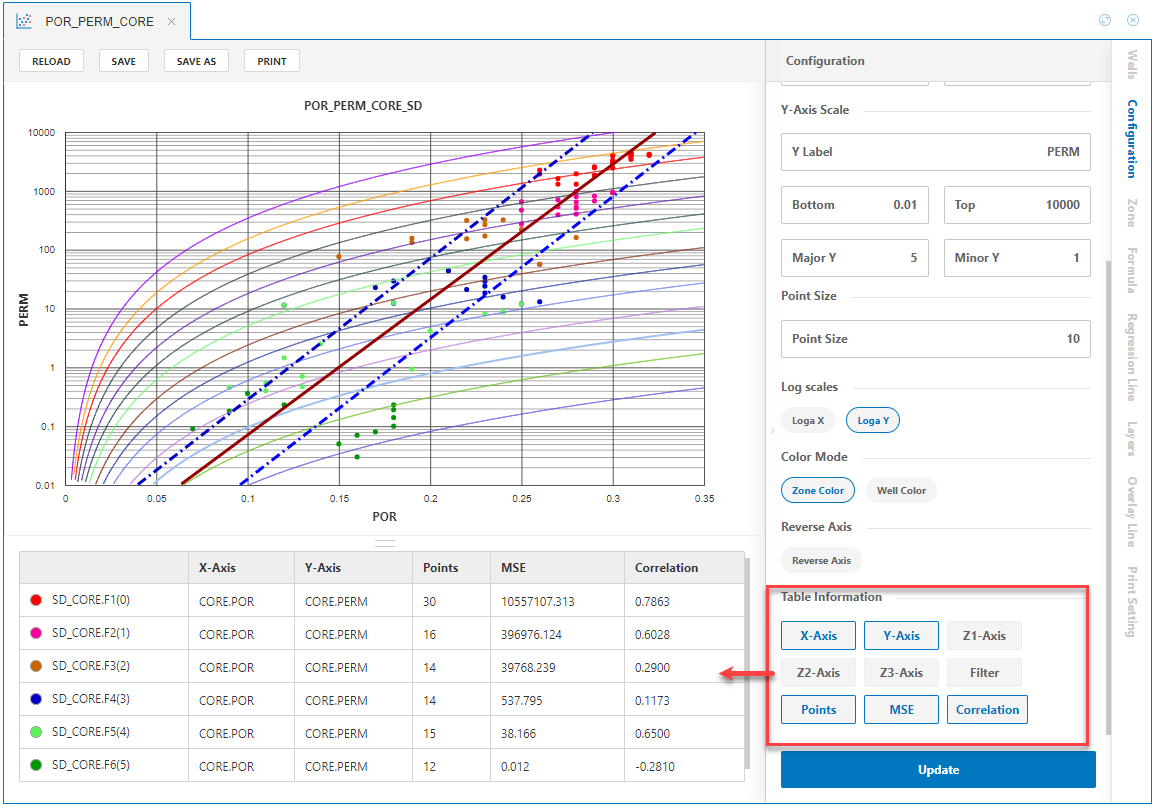 POR_PERM_CORE
RELOAD SAVE SAVE AS PRINT
POR_PERM_CORE_SD
10000
1000
100
10
1
0.1
0.01
PERM
0 0.05 0.1 0.15 0.2 0.25 0.3 0.35
POR
X-Axis Y-Axis Points MSE Correlation
SD_CORE.F1(0) CORE.POR CORE.PERM 30 10557107.313 0.7863
SD_CORE.F2(1) CORE.POR CORE.PERM 16 396976.124 0.6028
SD_CORE.F3(2) CORE.POR CORE.PERM 14 39768.239 0.2900
SD_CORE.F4(3) CORE.POR CORE.PERM 14 537.795 0.1173
SD_CORE.F5(4) CORE.POR CORE.PERM 15 38.166 0.6500
SD_CORE.F6(5) CORE.POR CORE.PERM 12 0.012 -0.2810
Configuration
Y-Axis Scale
Y Label PERM
Bottom 0.01 Top 10000
Major Y 5 Minor Y 1
Point Size
Point Size 10
Log scales
Loga X Loga Y
Color Mode
Zone Color Well Color
Reverse Axis
Reverse Axis
Table Information
X-Axis Y-Axis Z1-Axis
Z2-Axis Z3-Axis Filter
Points MSE Correlation
Update
Wells
Configuration
Zone
Formula
Regression Line
Layers
Overlay Line
Print Setting